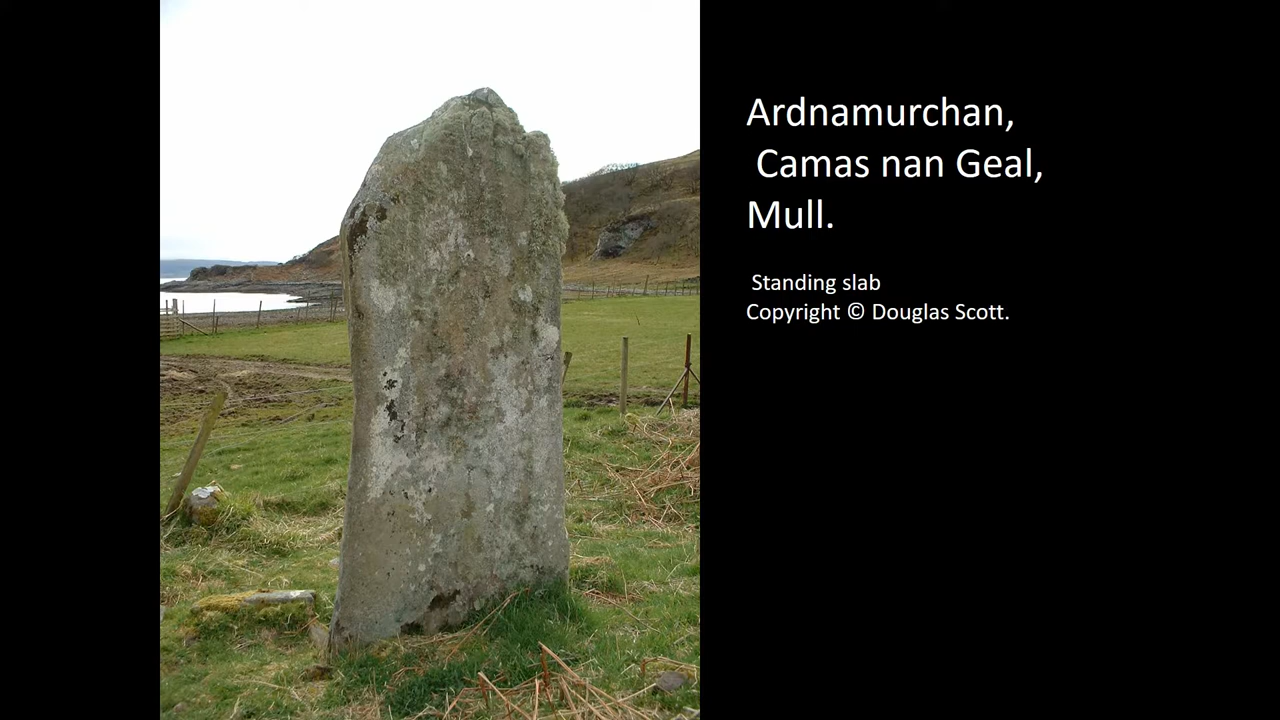 Ardnamurchan,
Camas nan Geal,
Mull.
Standing slab
Copyright © Douglas Scott.